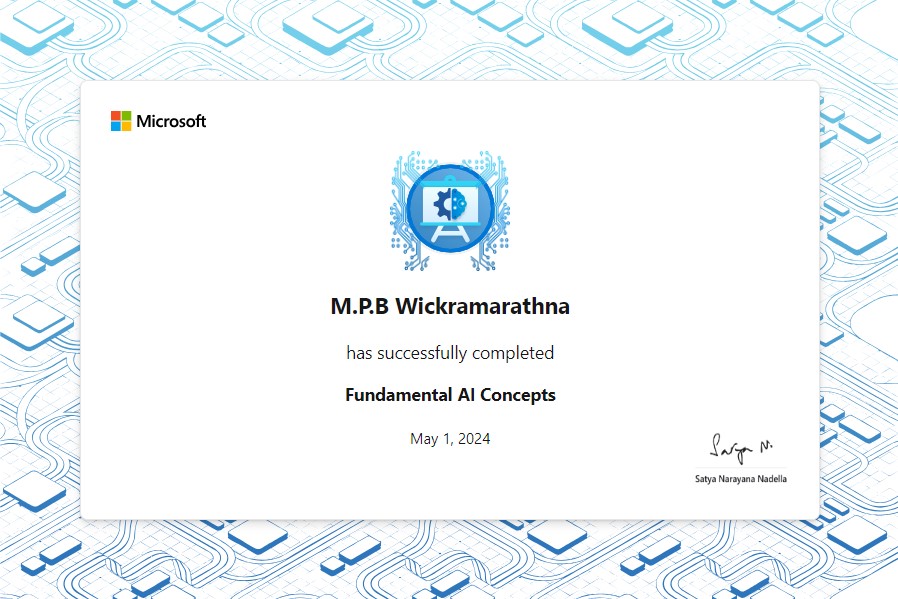 Microsoft
M.P.B Wickramarathna
has successfully completed
Fundamental AI Concepts
May 1, 2024
Satya N.
Satya Narayana Nadella